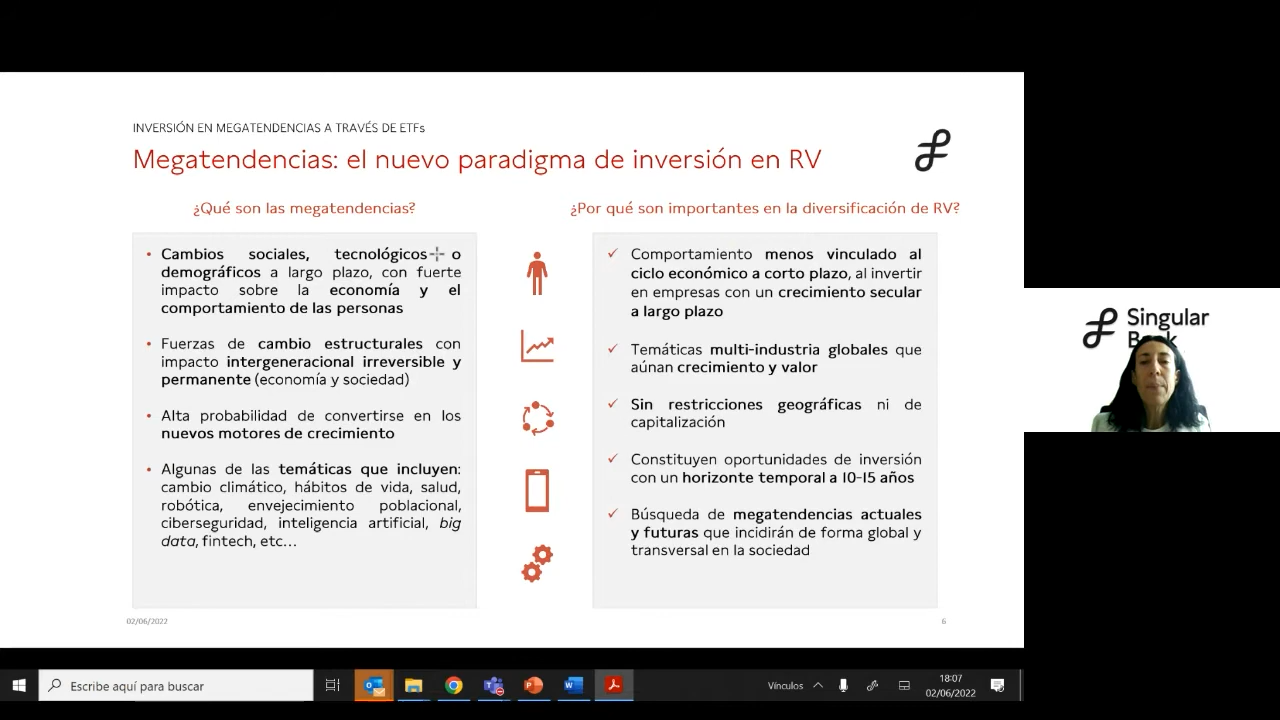 INVERSIÓN EN MEGATENDENCIAS A TRAVÉS DE ETFs
Megatendencias: el nuevo paradigma de inversión en RV
¿Qué son las megatendencias?
• Cambios sociales, tecnológicos o
demográficos a largo plazo, con fuerte
impacto sobre la economía y el
comportamiento de las personas
• Fuerzas de cambio estructurales con
impacto intergeneracional irreversible y
permanente (economía y sociedad)
• Alta probabilidad de convertirse en los
nuevos motores de crecimiento
• Algunas de las temáticas que incluyen:
cambio climático, hábitos de vida, salud,
robótica, envejecimiento poblacional,
ciberseguridad, inteligencia artificial, big
data, fintech, etc...
¿Por qué son importantes en la diversificación de RV?
✓ Comportamiento menos vinculado al
ciclo económico a corto plazo, al invertir
en empresas con un crecimiento secular
a largo plazo
✓ Temáticas multi-industria globales que
aúnan crecimiento y valor
✓ Sin restricciones geográficas ni de
capitalización
✓ Constituyen oportunidades de inversión
con un horizonte temporal a 10-15 años
✓ Búsqueda de megatendencias actuales
y futuras que incidirán de forma global y
transversal en la sociedad
02/06/2022
6
Singular
Escribe aquí para buscar
Vínculos
18:07
02/06/2022